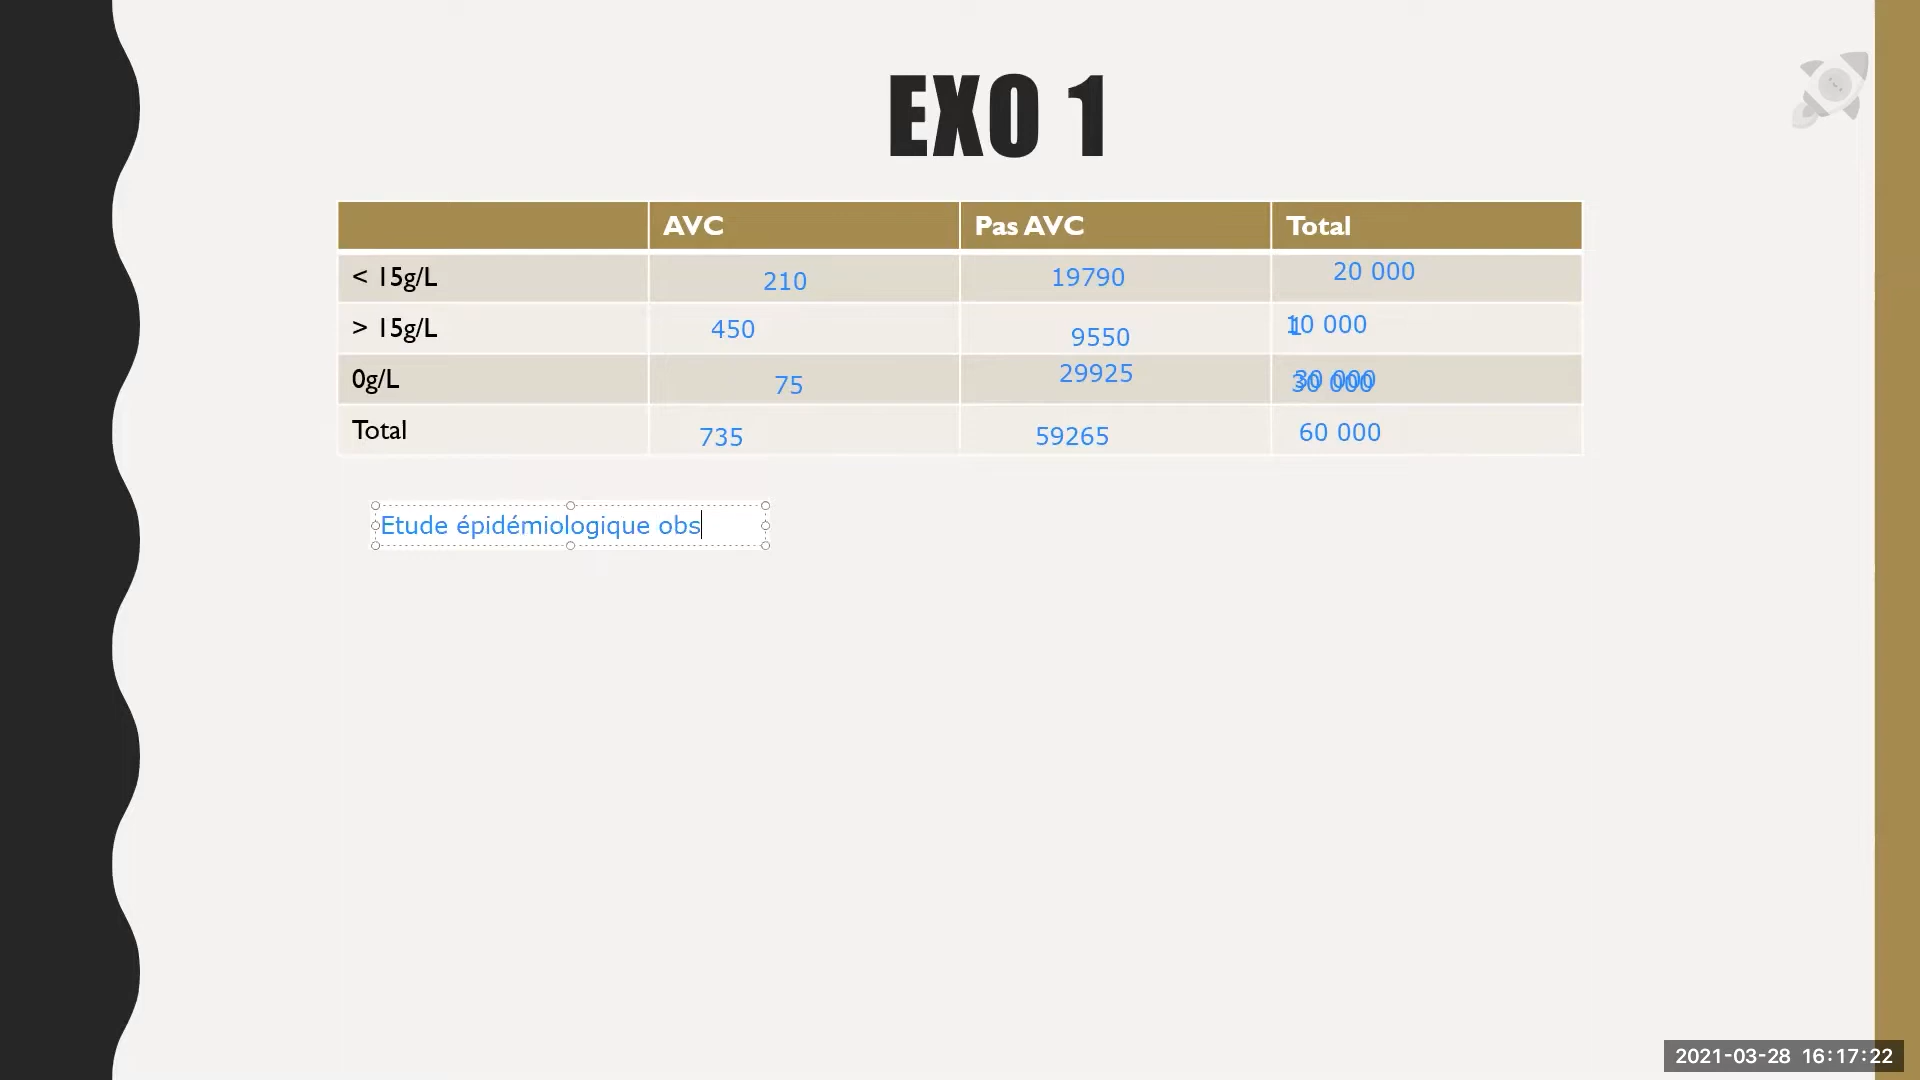 EXO 1
AVC Pas AVC Total
< 15g/L 210 19790 20 000
> 15g/L 450 9550 10 000
0g/L 75 29925 30 000
Total 735 59265 60 000
Etude épidémiologique obs
2021-03-28 16:17:22